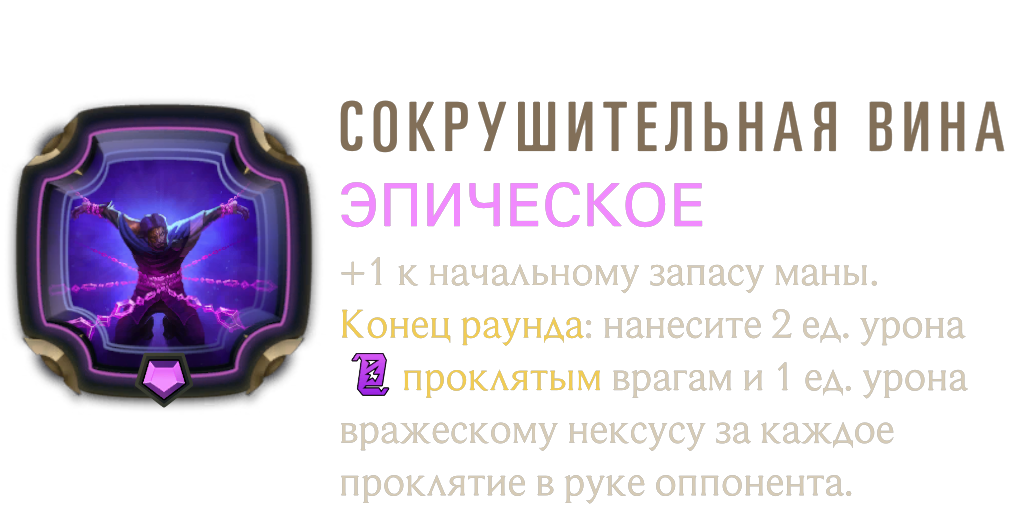 СОКРУШИТЕЛЬНАЯ ВИНА
ЭПИЧЕСКОЕ
+1 к начальному запасу маны.
Конец раунда: нанесите 2 ед. урона
проклятым врагам и 1 ед. урона
вражескому нексусу за каждое
проклятие в руке оппонента.